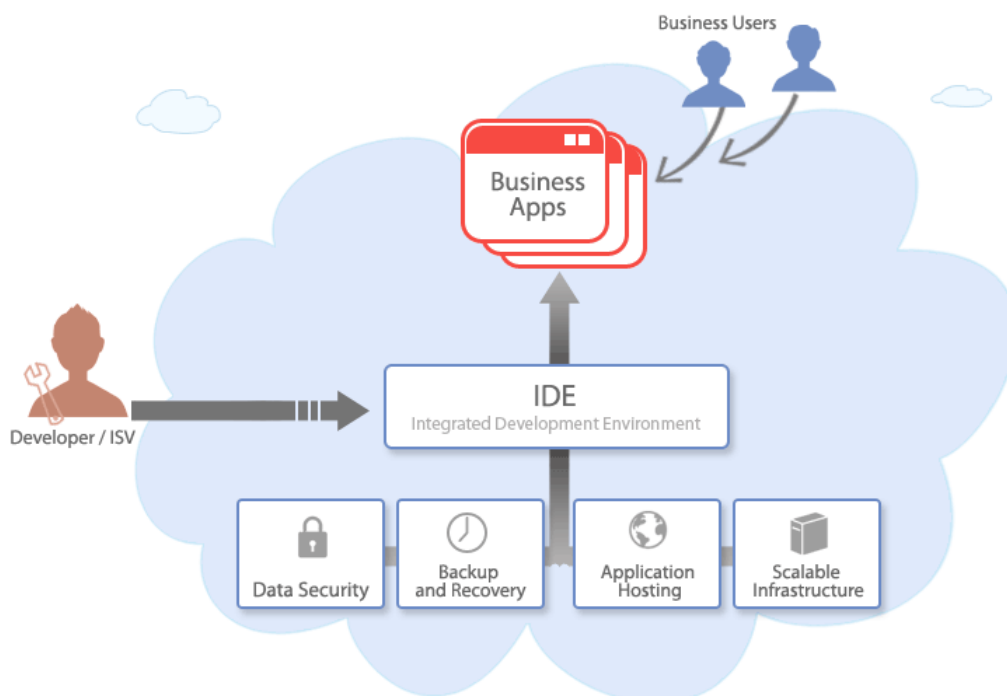 Business Users
Business
Apps
IDE
Integrated Development Environment
Developer / ISV
Data Security
Backup
and Recovery
Application
Hosting
Scalable
Infrastructure